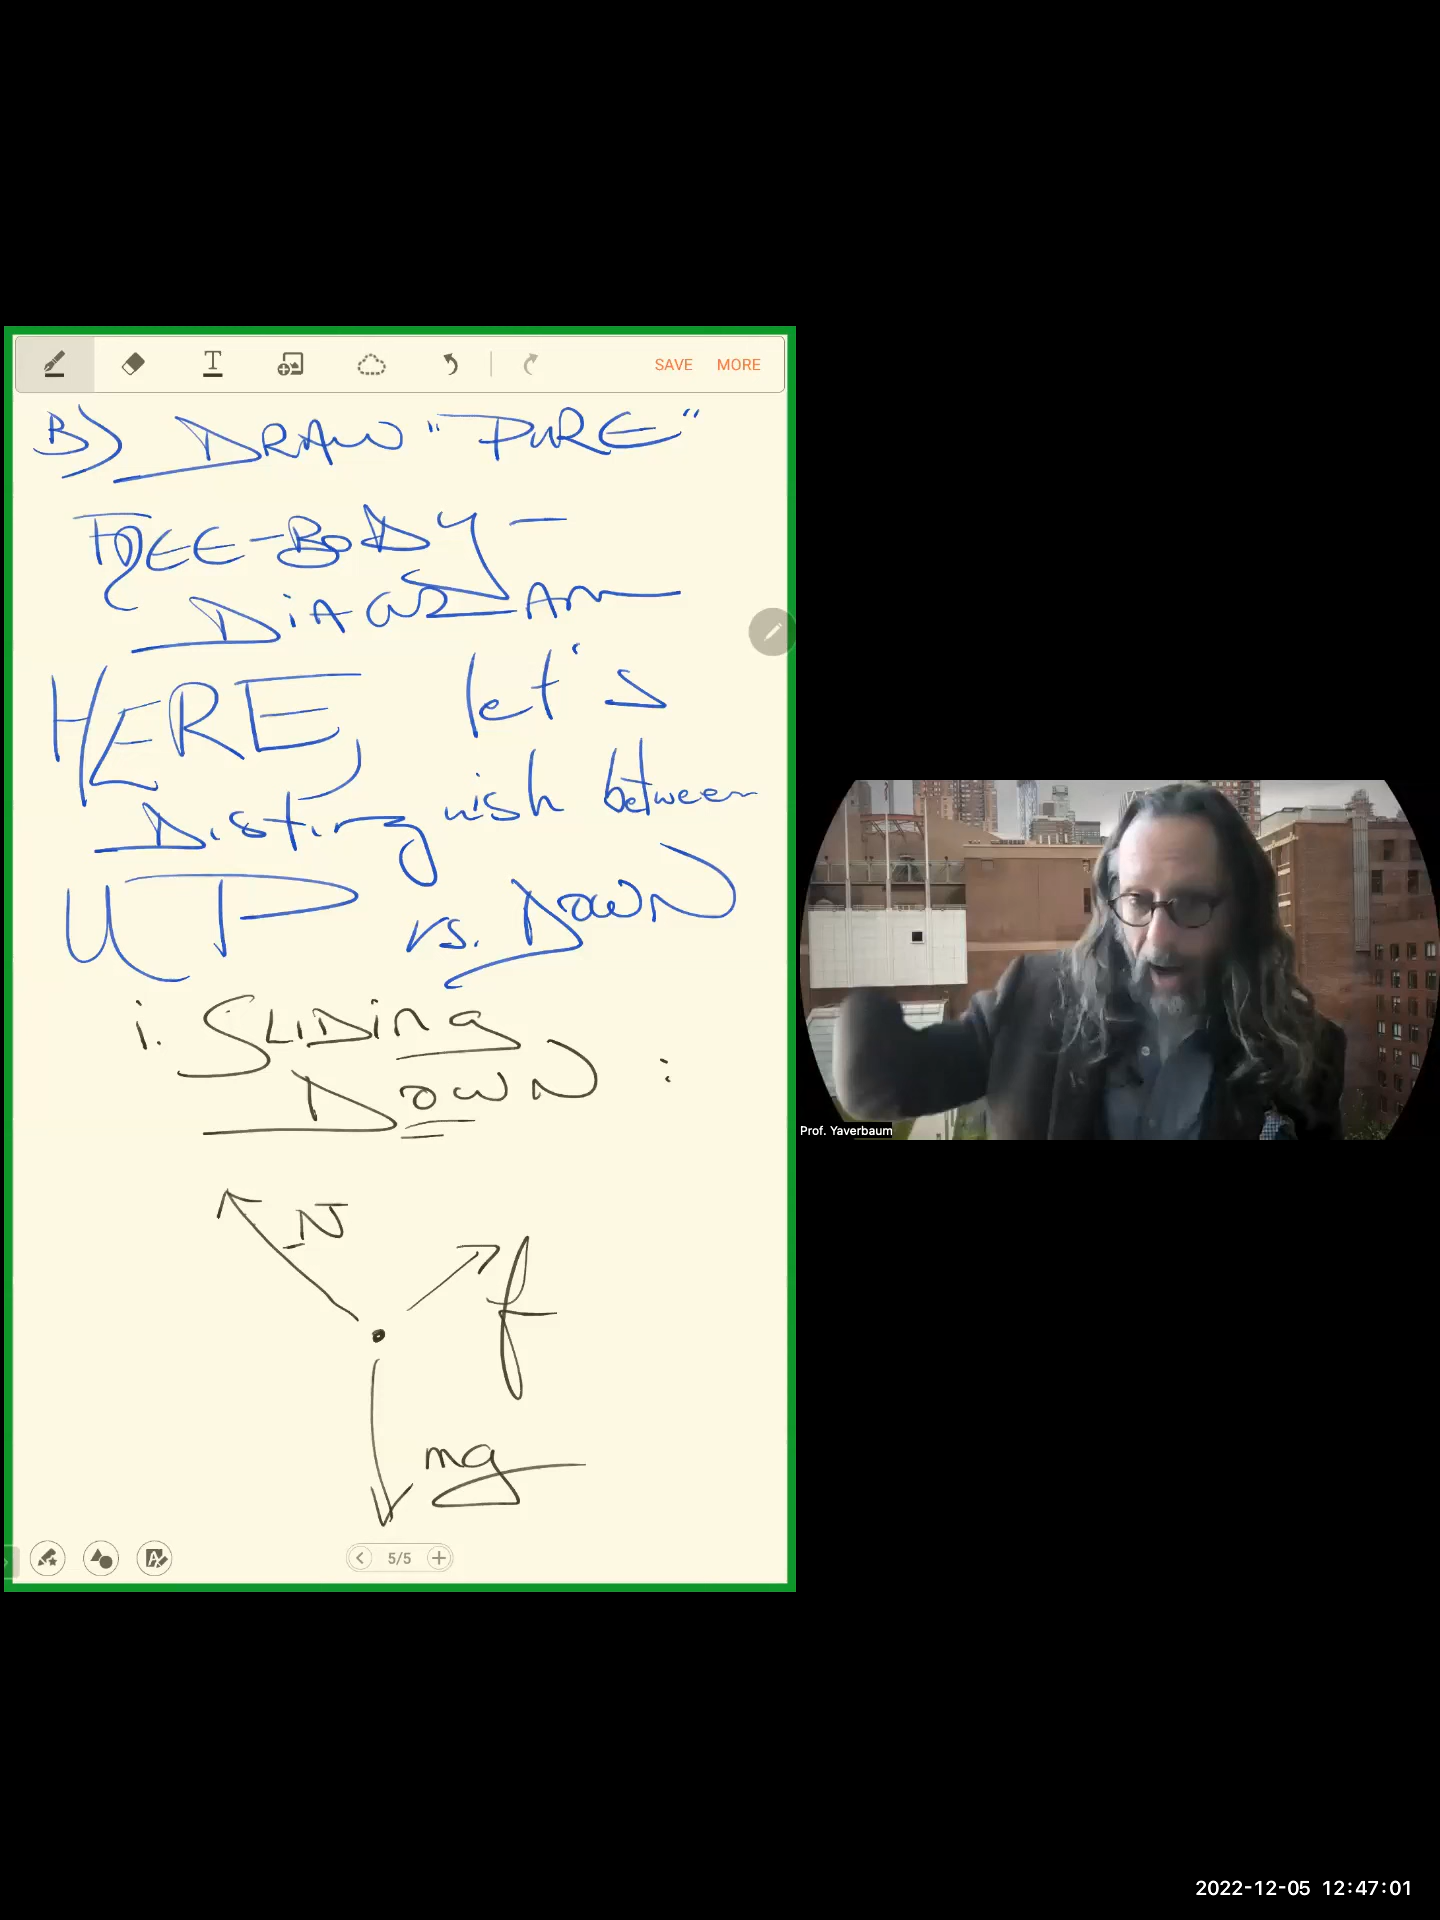 T
SAVE
MORE
B) DRAW "PURE"
FREE-BODY-
DIAGRAM
HERE, let's
Distinguish between
UP vs. DOWN
i. SLIDING
DOWN :
N
f
mg
5/5
Prof. Yaverbaum
2022-12-05 12:47:01